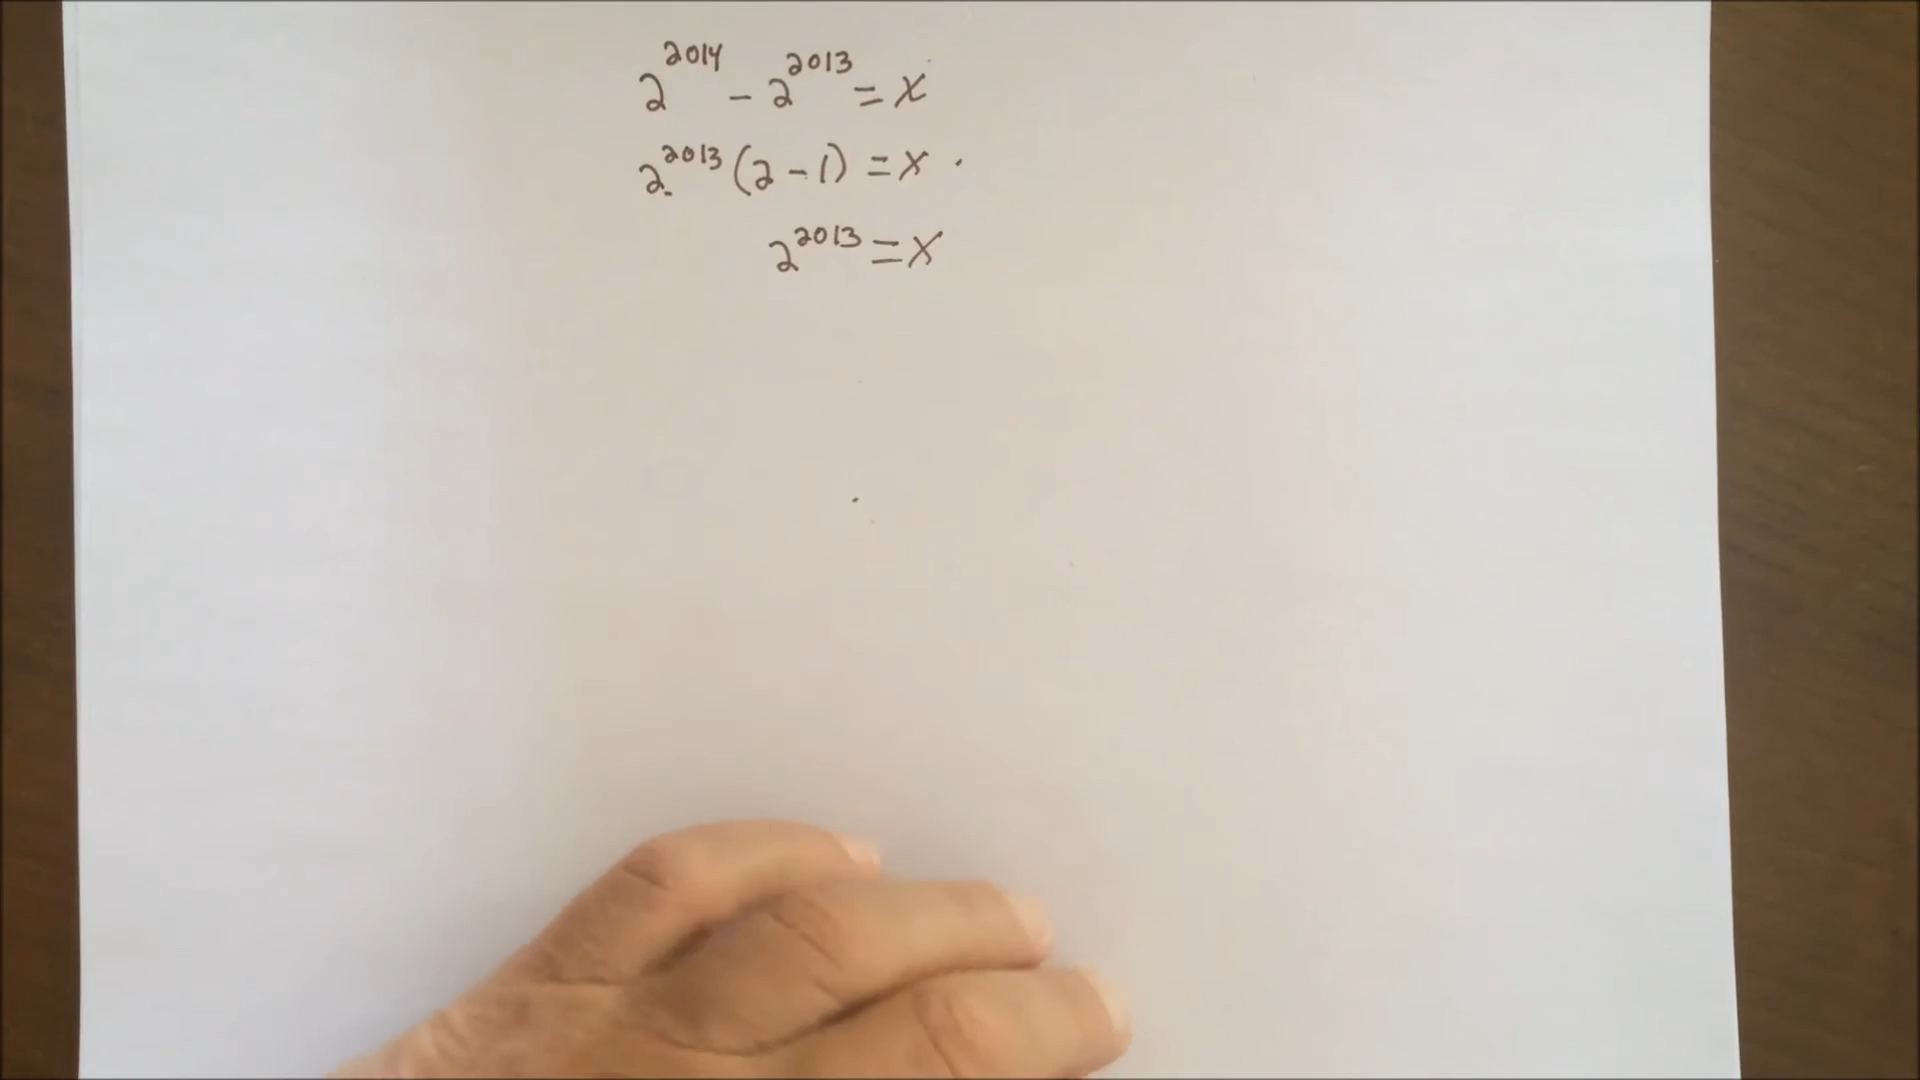 2^2014 - 2^2013 = x
2^2013 (2 - 1) = x
2^2013 = x